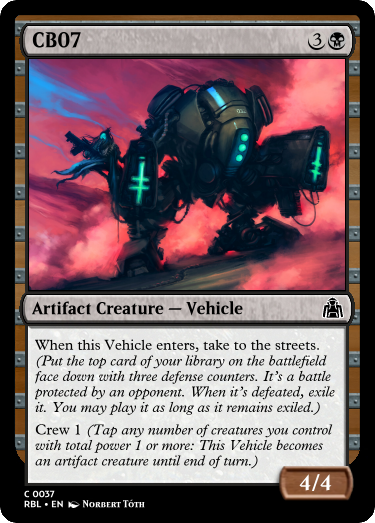 CB07
3
Artifact Creature — Vehicle
When this Vehicle enters, take to the streets.
(Put the top card of your library on the battlefield
face down with three defense counters. It's a battle
protected by an opponent. When it's defeated, exile
it. You may play it as long as it remains exiled.)
Crew 1 (Tap any number of creatures you control
with total power 1 or more: This Vehicle becomes
an artifact creature until end of turn.)
4/4
C 0037
RBL • EN Norbert Tóth